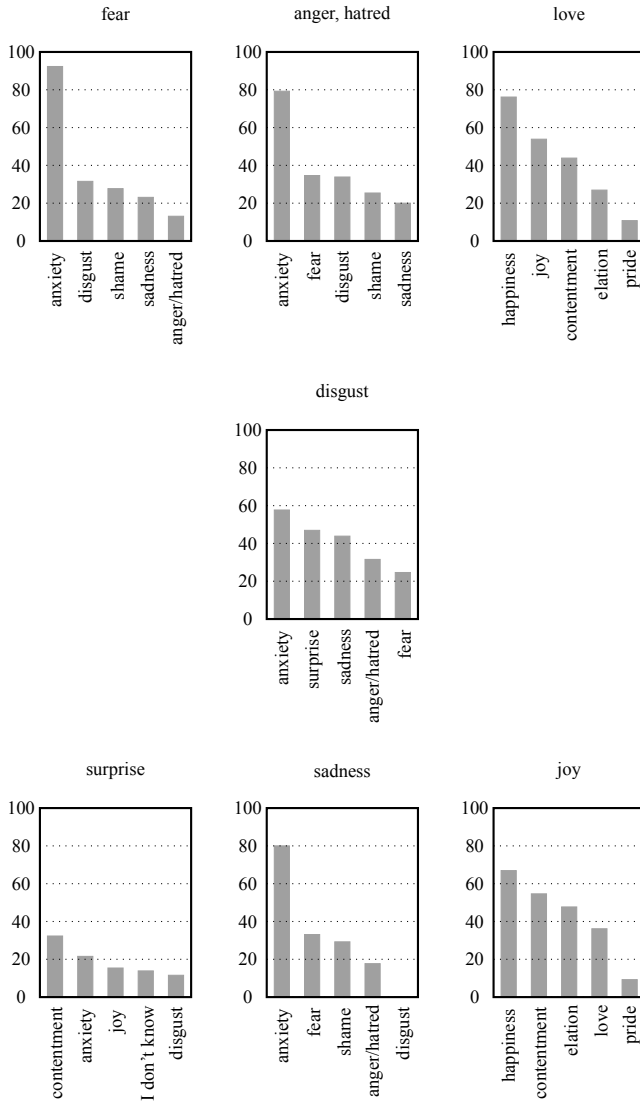 fear
100
80
60
40
20
0
anxiety
disgust
shame
sadness
anger/hatred
anger, hatred
100
80
60
40
20
0
anxiety
fear
disgust
shame
sadness
love
100
80
60
40
20
0
happiness
joy
contentment
elation
pride
disgust
100
80
60
40
20
0
anxiety
surprise
sadness
anger/hatred
fear
surprise
100
80
60
40
20
0
contentment
anxiety
joy
I don't know
disgust
sadness
100
80
60
40
20
0
anxiety
fear
shame
anger/hatred
disgust
joy
100
80
60
40
20
0
happiness
contentment
elation
love
pride